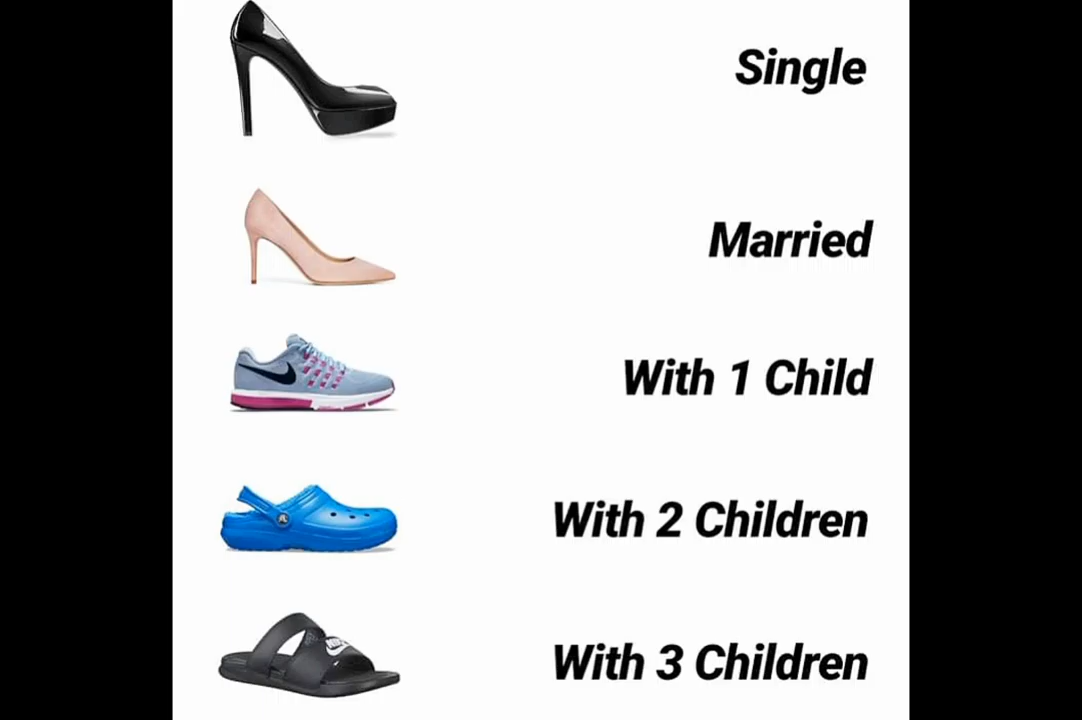 Single
Married
With 1 Child
With 2 Children
With 3 Children